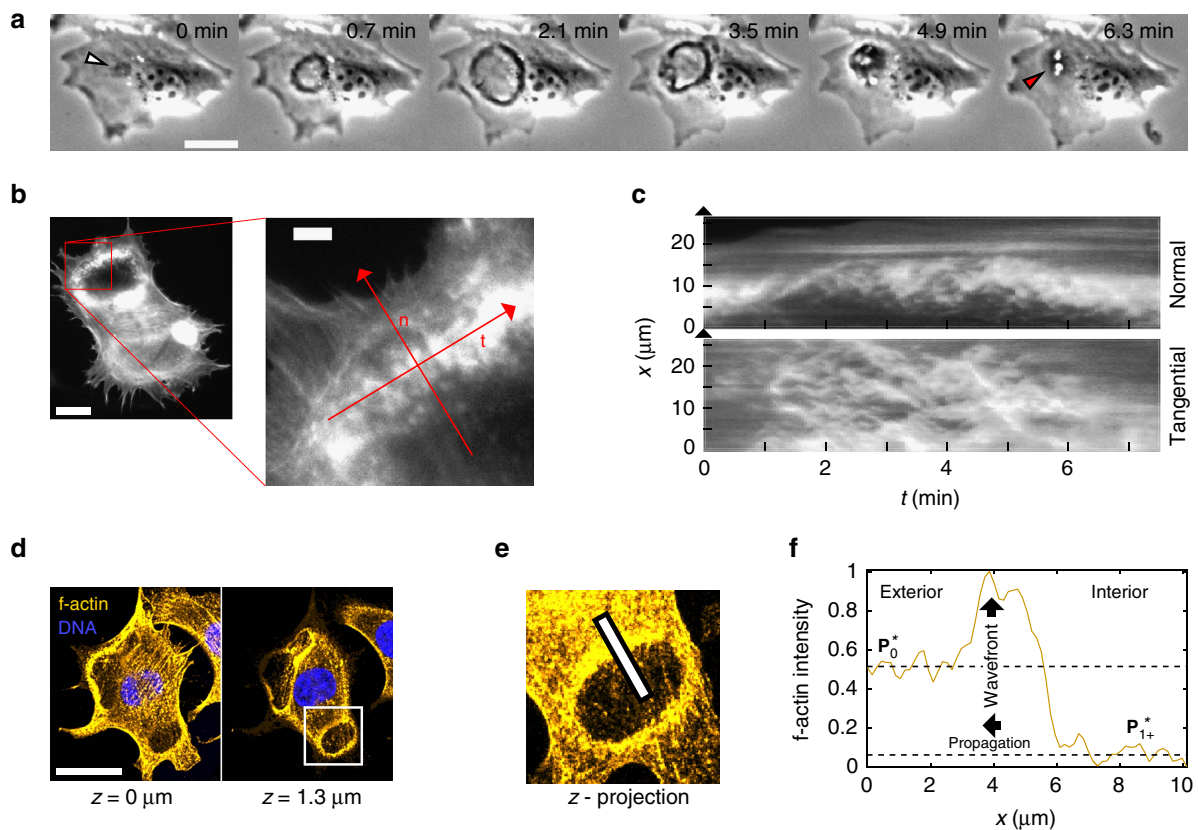 a
0 min
0.7 min
2.1 min
3.5 min
4.9 min
6.3 min
b
n
t
c
20
10
0
Normal
20
10
0
Tangential
x (μm)
0
2
4
6
t (min)
d
f-actin
DNA
z = 0 μm
z = 1.3 μm
e
z - projection
f
1
0.8
0.6
0.4
0.2
0
f-actin intensity
Exterior
Interior
P*0
Wavefront
Propagation
P*1+
0
2
4
6
8
10
x (μm)